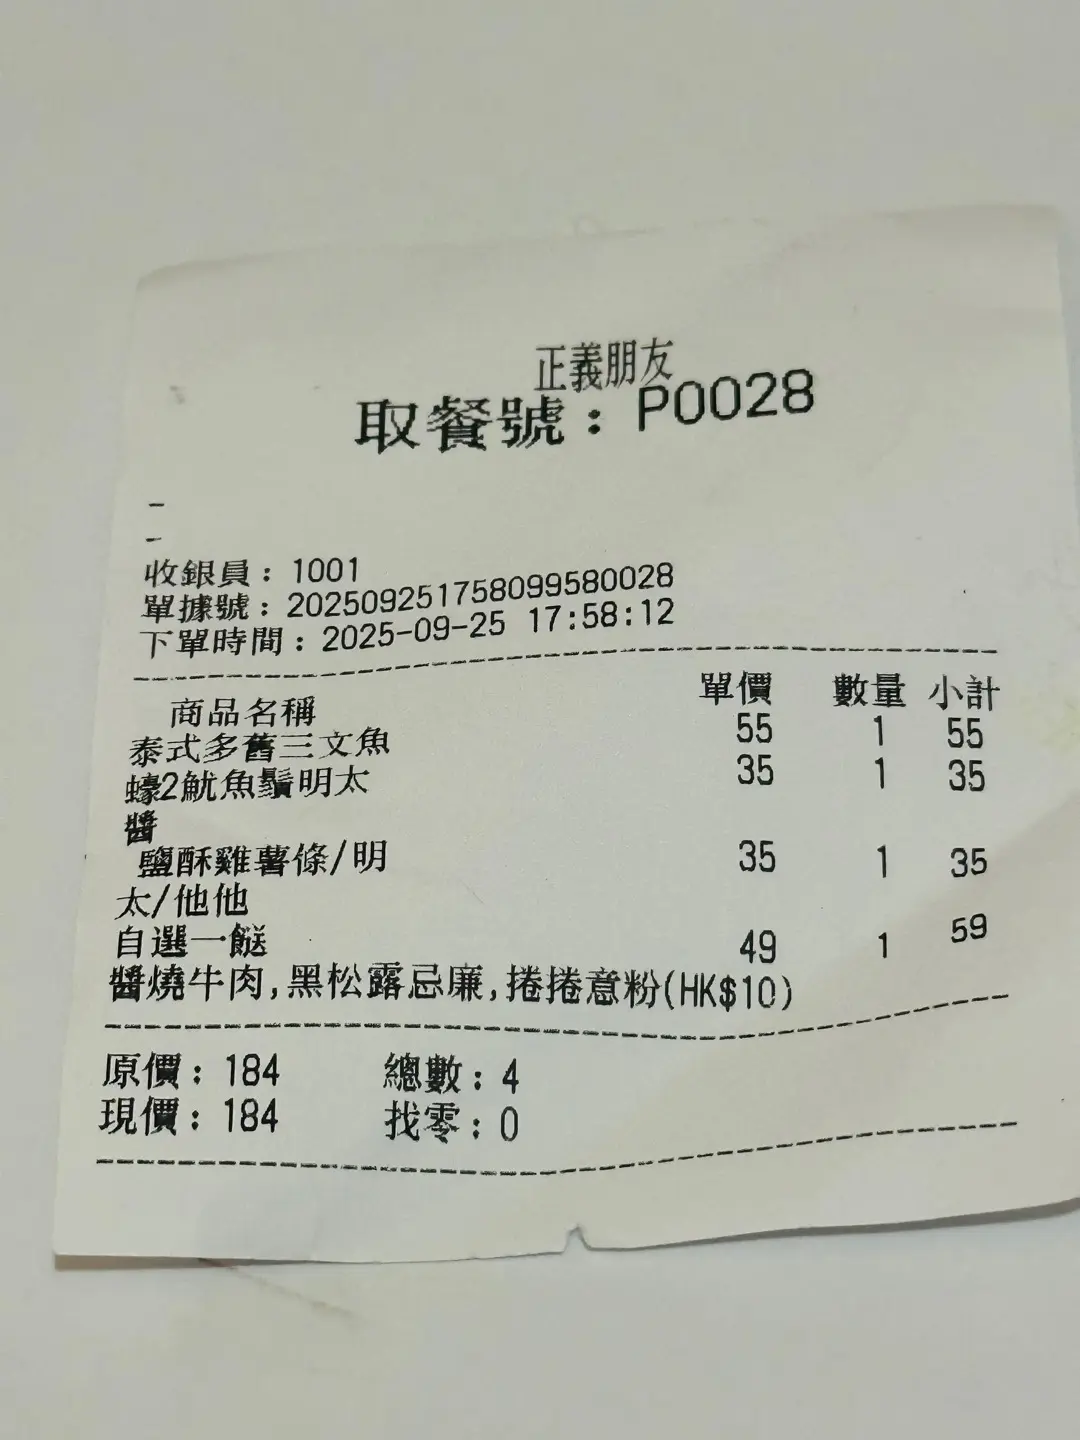 正義朋友
取餐號：P0028
-
-
收銀員：1001
單據號：202509251758099580028
下單時間：2025-09-25 17:58:12
商品名稱 單價 數量 小計
泰式多舊三文魚 55 1 55
蠔2魷魚鬚明太 35 1 35
醬
鹽酥雞薯條/明 35 1 35
太/他他
自選一餸 49 1 59
醬燒牛肉,黑松露忌廉,捲捲意粉(HK$10)
原價：184 總數：4
現價：184 找零：0